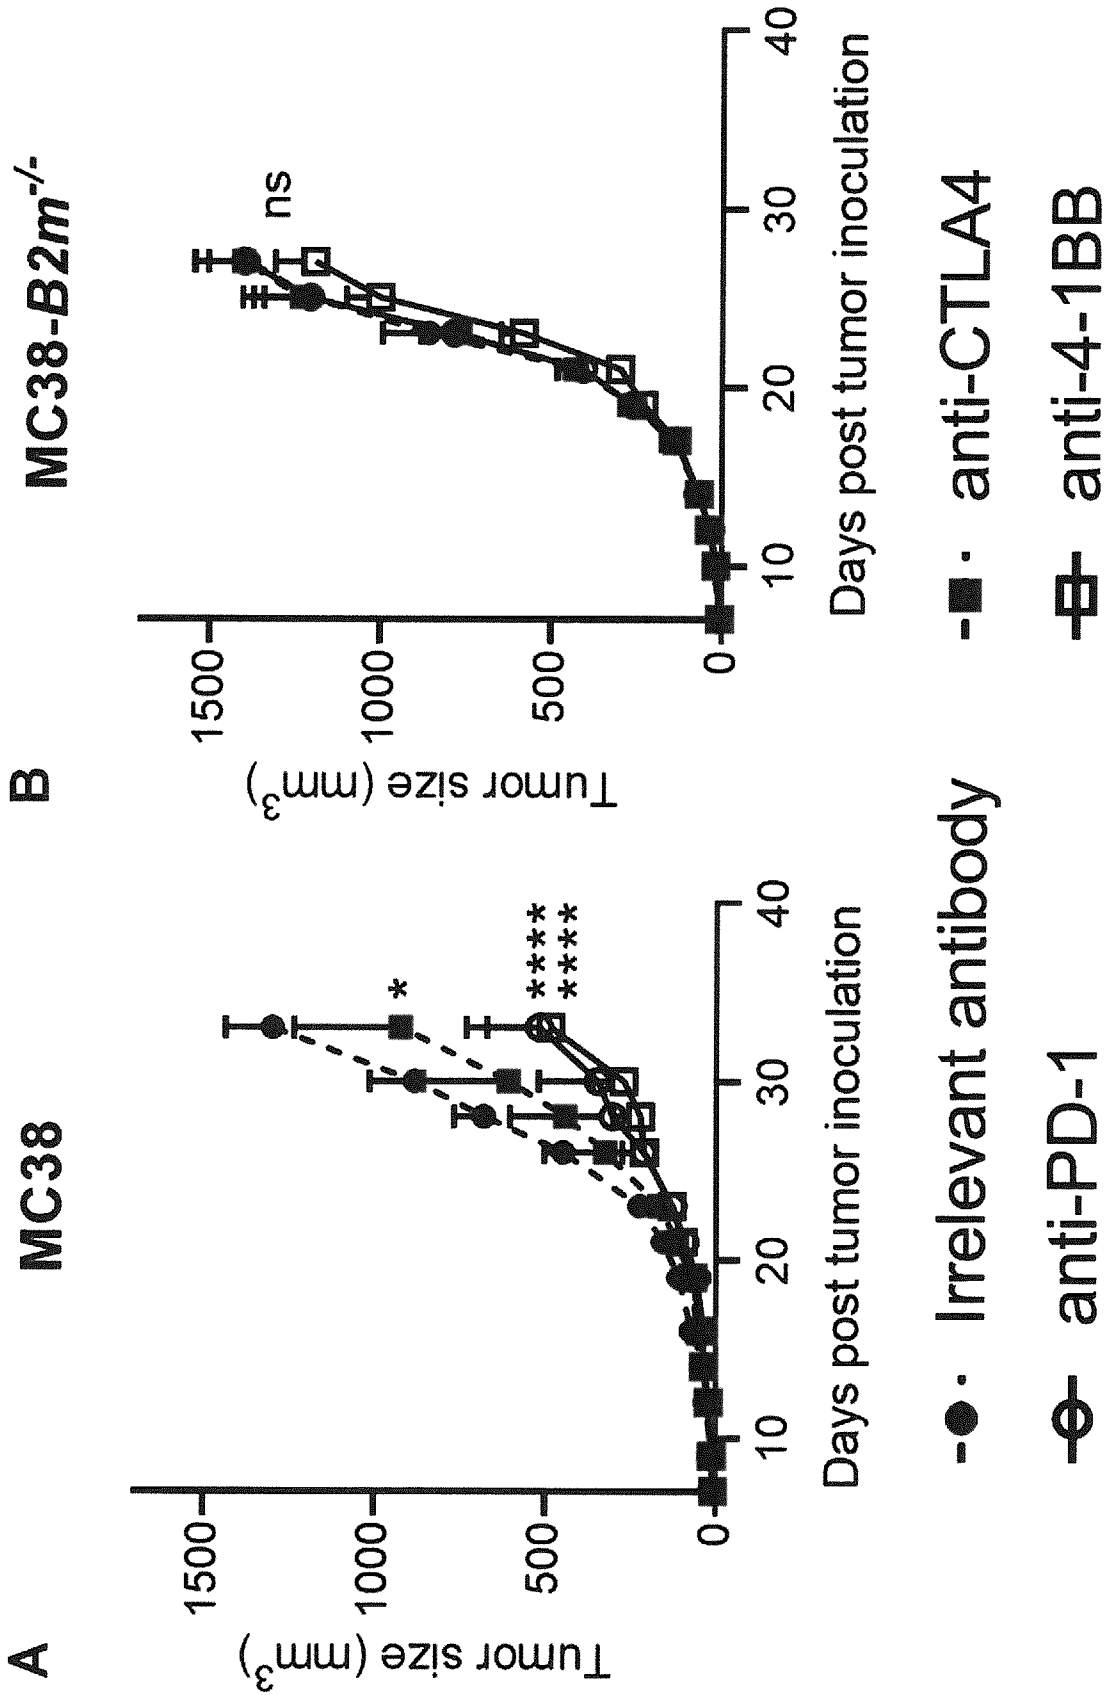 A
MC38
Tumor size (mm³)
1500
1000
500
0
10
20
30
40
*
****
****
Days post tumor inoculation
B
MC38-B2m-/-
Tumor size (mm³)
1500
1000
500
0
10
20
30
40
ns
Days post tumor inoculation
Irrelevant antibody
anti-CTLA4
anti-PD-1
anti-4-1BB